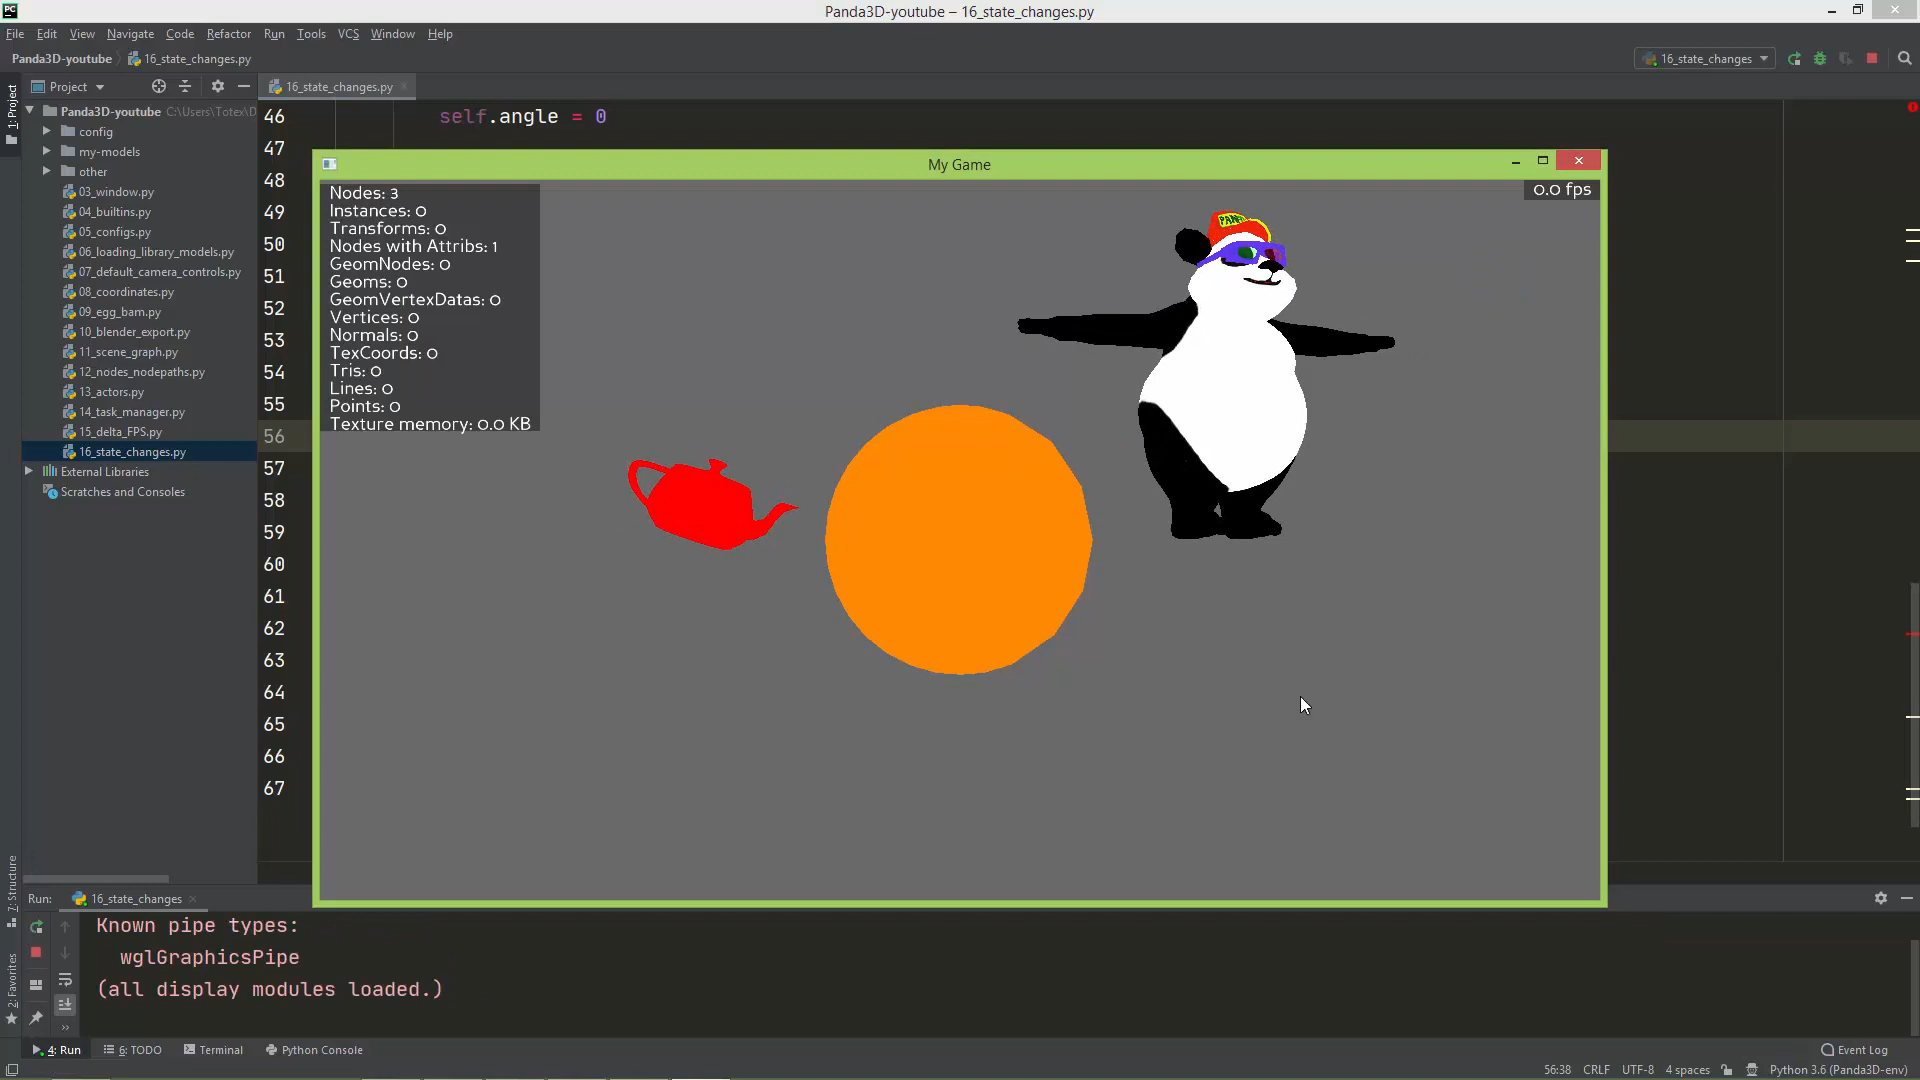 Panda3D-youtube – 16_state_changes.py
File Edit View Navigate Code Refactor Run Tools VCS Window Help
Panda3D-youtube 16_state_changes.py
16_state_changes
Project
16_state_changes.py
1: Project
Panda3D-youtube C:\Users\Totex\D
config
my-models
other
03_window.py
04_builtins.py
05_configs.py
06_loading_library_models.py
07_default_camera_controls.py
08_coordinates.py
09_egg_bam.py
10_blender_export.py
11_scene_graph.py
12_nodes_nodepaths.py
13_actors.py
14_task_manager.py
15_delta_FPS.py
16_state_changes.py
External Libraries
Scratches and Consoles
46 self.angle = 0
47
48
49
50
51
52
53
54
55
56
57
58
59
60
61
62
63
64
65
66
67
My Game
Nodes: 3
Instances: 0
Transforms: 0
Nodes with Attribs: 1
GeomNodes: 0
Geoms: 0
GeomVertexDatas: 0
Vertices: 0
Normals: 0
TexCoords: 0
Tris: 0
Lines: 0
Points: 0
Texture memory: 0.0 KB
0.0 fps
7: Structure
2: Favorites
Run: 16_state_changes
Known pipe types:
wglGraphicsPipe
(all display modules loaded.)
4: Run 6: TODO Terminal Python Console Event Log
56:38 CRLF UTF-8 4 spaces Python 3.6 (Panda3D-env)